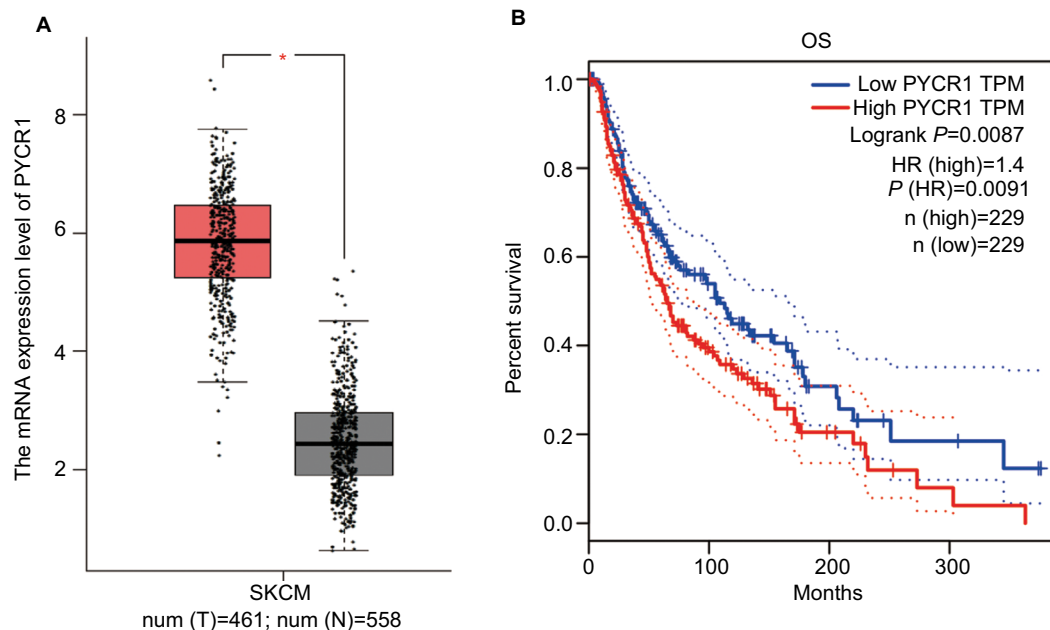 A
The mRNA expression level of PYCR1
8
6
4
2
*
SKCM
num (T)=461; num (N)=558
B
OS
Percent survival
1.0
0.8
0.6
0.4
0.2
0.0
Low PYCR1 TPM
High PYCR1 TPM
Logrank P=0.0087
HR (high)=1.4
P (HR)=0.0091
n (high)=229
n (low)=229
0 100 200 300
Months